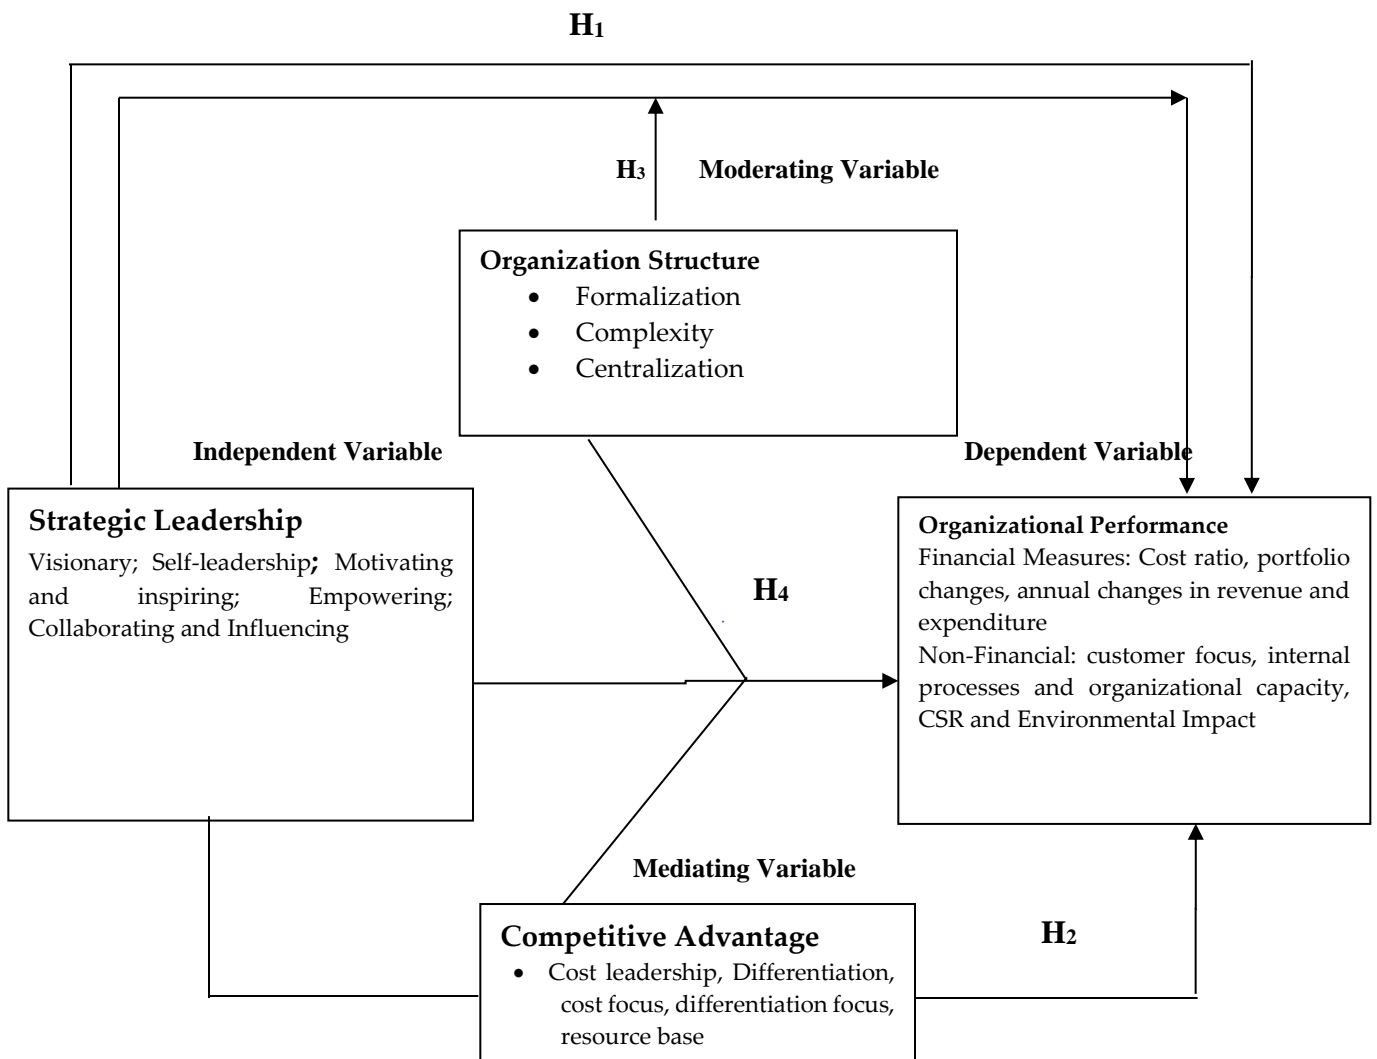 H1
H3 Moderating Variable
Organization Structure
• Formalization
• Complexity
• Centralization
Independent Variable
Dependent Variable
Strategic Leadership
Visionary; Self-leadership; Motivating
and inspiring; Empowering;
Collaborating and Influencing
H4
Organizational Performance
Financial Measures: Cost ratio, portfolio
changes, annual changes in revenue and
expenditure
Non-Financial: customer focus, internal
processes and organizational capacity,
CSR and Environmental Impact
Mediating Variable
Competitive Advantage
• Cost leadership, Differentiation,
cost focus, differentiation focus,
resource base
H2